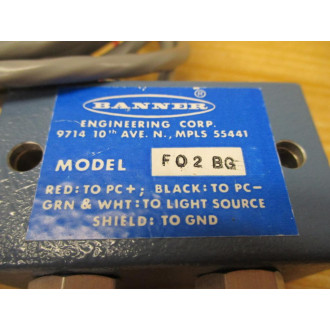 ®
BANNER
ENGINEERING CORP.
9714 10th AVE. N., MPLS 55441
MODEL FO2 BG
RED: TO PC+; BLACK: TO PC-
GRN & WHT: TO LIGHT SOURCE
SHIELD: TO GND